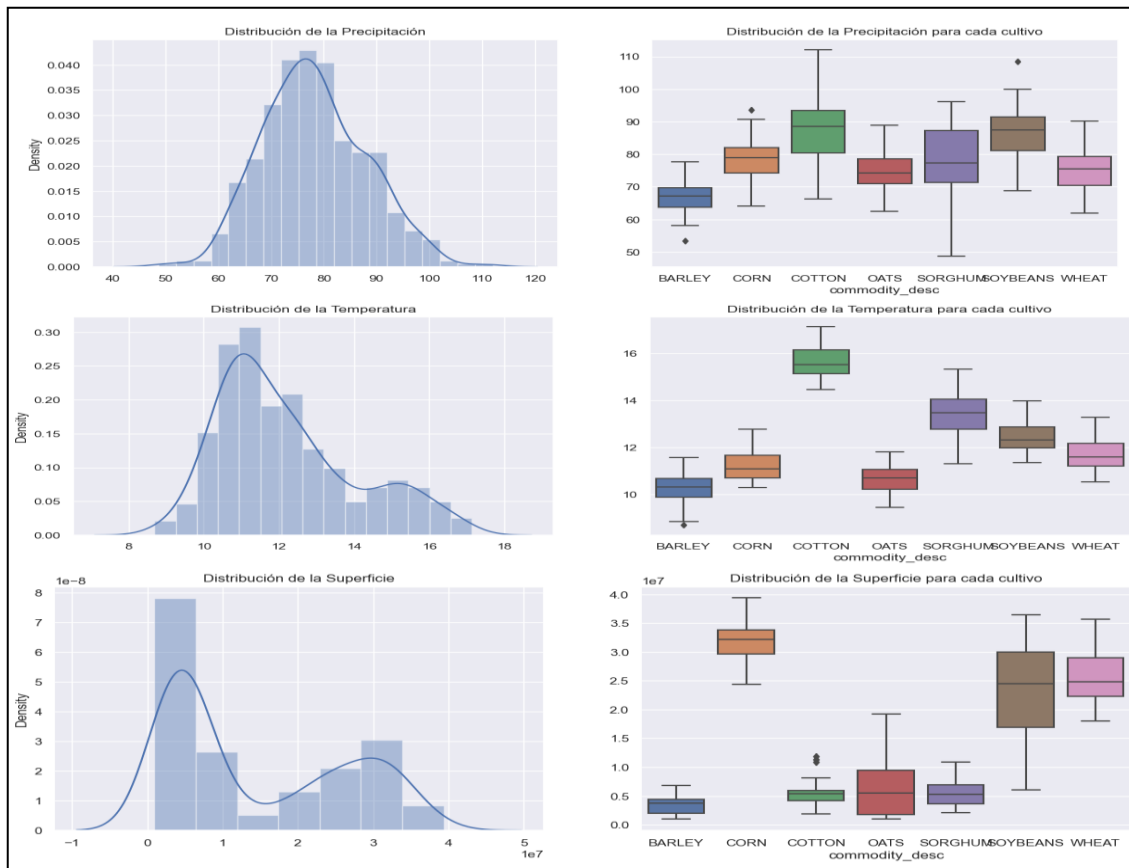 Distribución de la Precipitación
Density
0.040
0.035
0.030
0.025
0.020
0.015
0.010
0.005
0.000
40 50 60 70 80 90 100 110 120
Distribución de la Precipitación para cada cultivo
110
100
90
80
70
60
50
BARLEY CORN COTTON OATS SORGHUM SOYBEANS WHEAT
commodity_desc
Distribución de la Temperatura
Density
0.30
0.25
0.20
0.15
0.10
0.05
0.00
8 10 12 14 16 18
Distribución de la Temperatura para cada cultivo
16
14
12
10
BARLEY CORN COTTON OATS SORGHUM SOYBEANS WHEAT
commodity_desc
1e−8
Distribución de la Superficie
Density
8
7
6
5
4
3
2
1
0
−1 0 1 2 3 4 5
1e7
1e7
Distribución de la Superficie para cada cultivo
4.0
3.5
3.0
2.5
2.0
1.5
1.0
0.5
0.0
BARLEY CORN COTTON OATS SORGHUM SOYBEANS WHEAT
commodity_desc